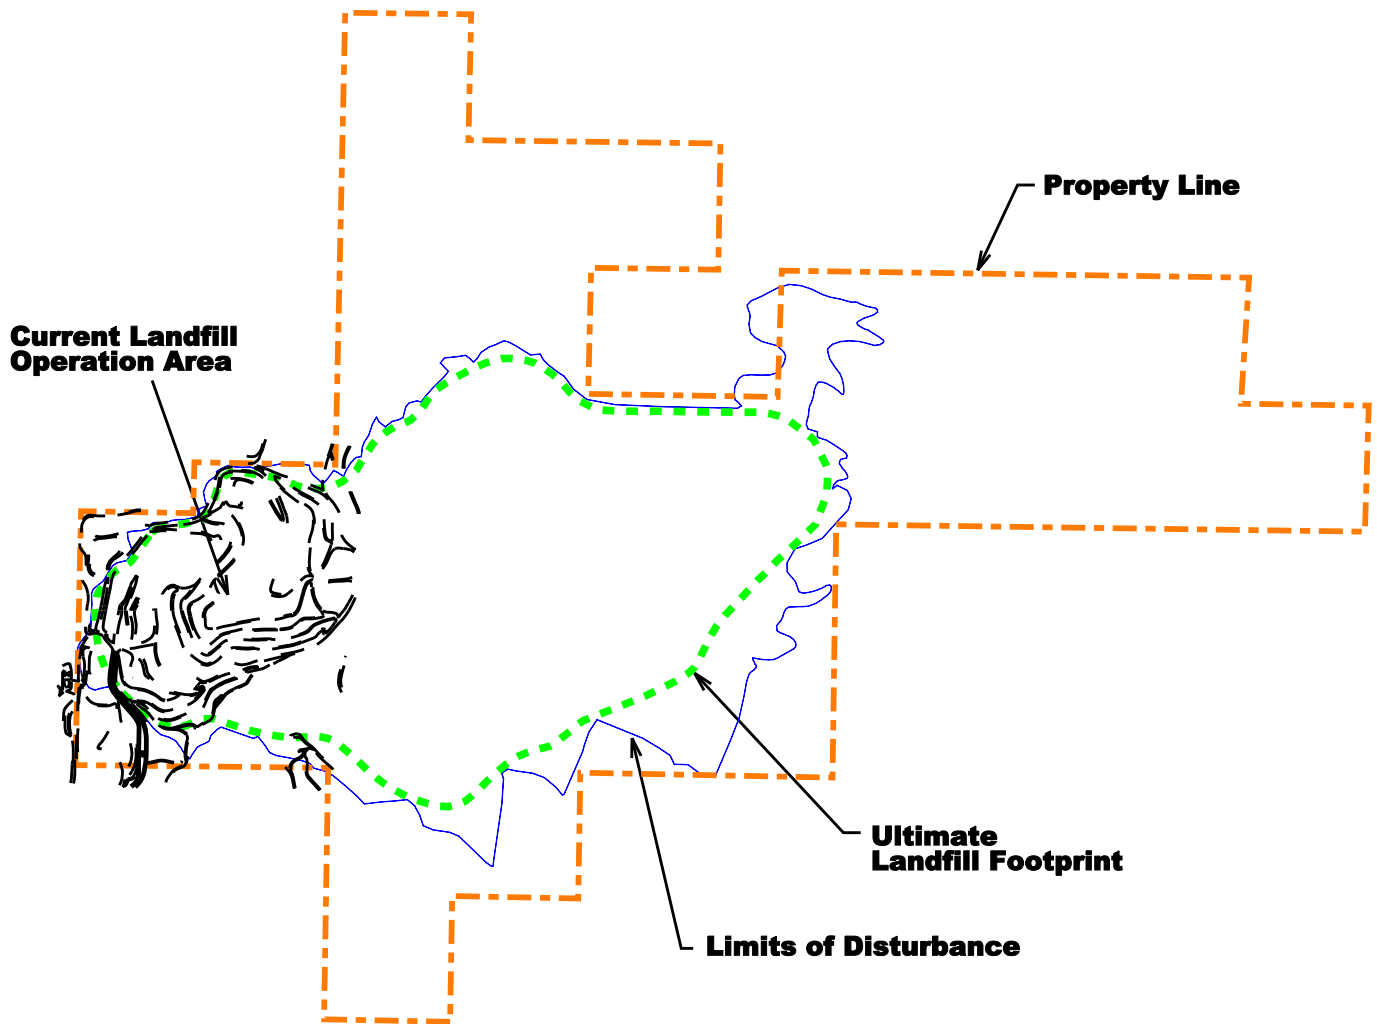 Property Line
Current Landfill
Operation Area
Ultimate
Landfill Footprint
Limits of Disturbance